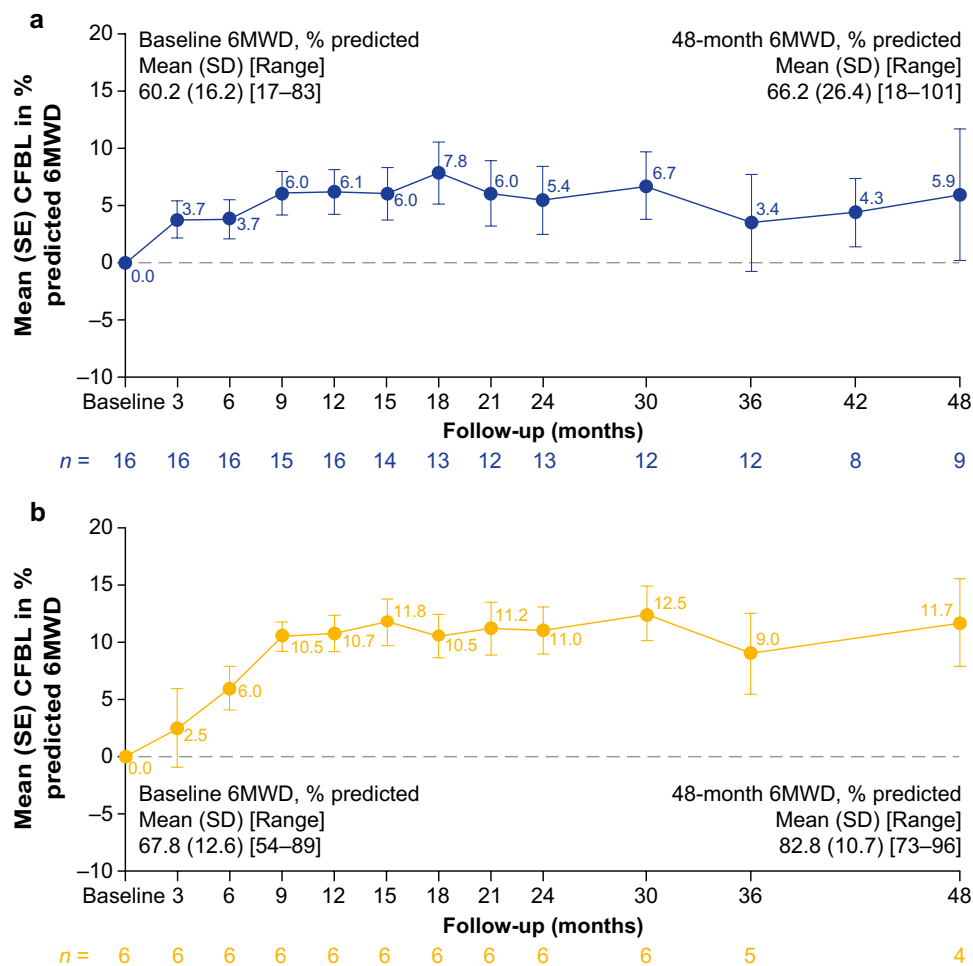 a
Baseline 6MWD, % predicted
Mean (SD) [Range]
60.2 (16.2) [17–83]
48-month 6MWD, % predicted
Mean (SD) [Range]
66.2 (26.4) [18–101]
Mean (SE) CFBL in %
predicted 6MWD
20
15
10
5
0
–5
–10
0.0
3.7
3.7
6.0
6.1
6.0
7.8
6.0
5.4
6.7
3.4
4.3
5.9
Baseline 3 6 9 12 15 18 21 24 30 36 42 48
Follow-up (months)
n = 16 16 16 15 16 14 13 12 13 12 12 8 9
b
Mean (SE) CFBL in %
predicted 6MWD
20
15
10
5
0
–5
–10
0.0
2.5
6.0
10.5
10.7
11.8
10.5
11.2
11.0
12.5
9.0
11.7
Baseline 6MWD, % predicted
Mean (SD) [Range]
67.8 (12.6) [54–89]
48-month 6MWD, % predicted
Mean (SD) [Range]
82.8 (10.7) [73–96]
Baseline 3 6 9 12 15 18 21 24 30 36 48
Follow-up (months)
n = 6 6 6 6 6 6 6 6 6 6 5 4